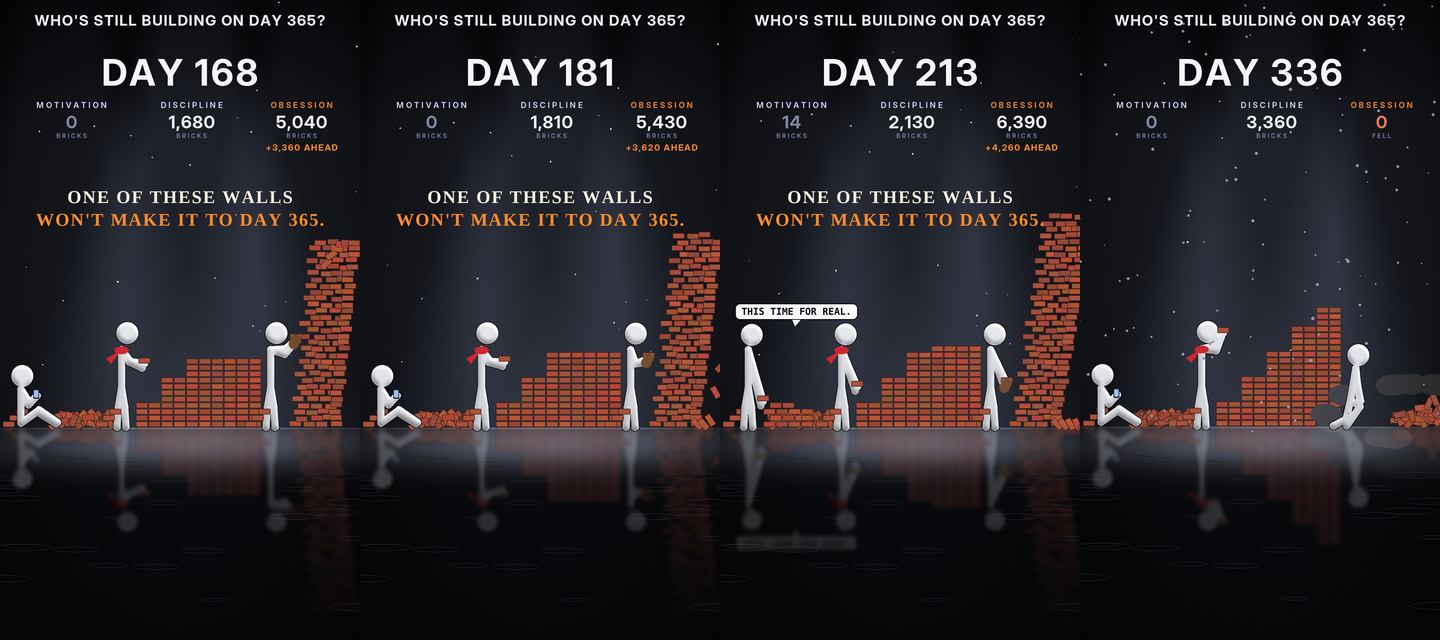 WHO'S STILL BUILDING ON DAY 365?
DAY 168
MOTIVATION DISCIPLINE OBSESSION
0 1,680 5,040
BRICKS BRICKS BRICKS
+3,360 AHEAD
ONE OF THESE WALLS
WON'T MAKE IT TO DAY 365.
WHO'S STILL BUILDING ON DAY 365?
DAY 181
MOTIVATION DISCIPLINE OBSESSION
0 1,810 5,430
BRICKS BRICKS BRICKS
+3,620 AHEAD
ONE OF THESE WALLS
WON'T MAKE IT TO DAY 365.
WHO'S STILL BUILDING ON DAY 365?
DAY 213
MOTIVATION DISCIPLINE OBSESSION
14 2,130 6,390
BRICKS BRICKS BRICKS
+4,260 AHEAD
ONE OF THESE WALLS
WON'T MAKE IT TO DAY 365.
THIS TIME FOR REAL.
WHO'S STILL BUILDING ON DAY 365?
DAY 336
MOTIVATION DISCIPLINE OBSESSION
0 3,360 0
BRICKS BRICKS FELL